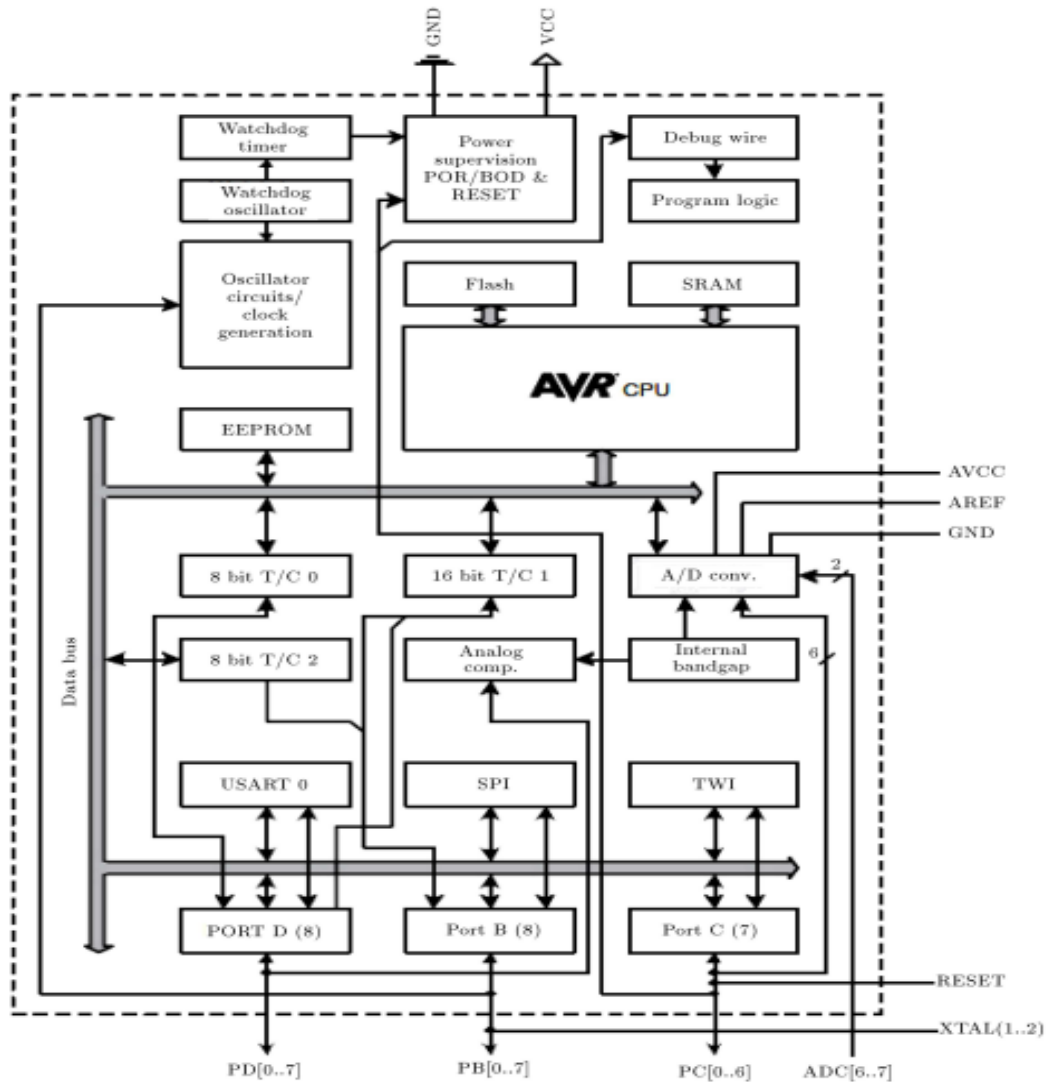 GND
VCC
Watchdog
timer
Power
supervision
POR/BOD &
RESET
Debug wire
Watchdog
oscillator
Program logic
Oscillator
circuits/
clock
generation
Flash
SRAM
AVR CPU
EEPROM
AVCC
AREF
GND
8 bit T/C 0
16 bit T/C 1
A/D conv.
2
8 bit T/C 2
Analog
comp.
Internal
bandgap
6
Data bus
USART 0
SPI
TWI
PORT D (8)
Port B (8)
Port C (7)
RESET
XTAL(1..2)
PD[0..7]
PB[0..7]
PC[0..6]
ADC[6..7]